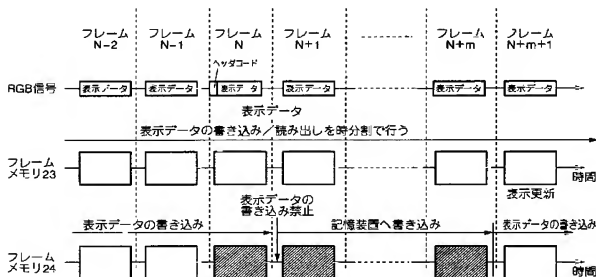 フレーム N-2
フレーム N-1
フレーム N
フレーム N+1
フレーム N+m
フレーム N+m+1
ヘッダコード
RGB信号
表示データ
表示データ
表示データ
表示データ
表示データ
表示データ
表示データ
表示データの書き込み/読み出しを時分割で行う
フレーム
メモリ23
時間
表示データの
書き込み禁止
表示更新
表示データの書き込み
記憶装置へ書き込み
表示データの書き込み
フレーム
メモリ24
時間